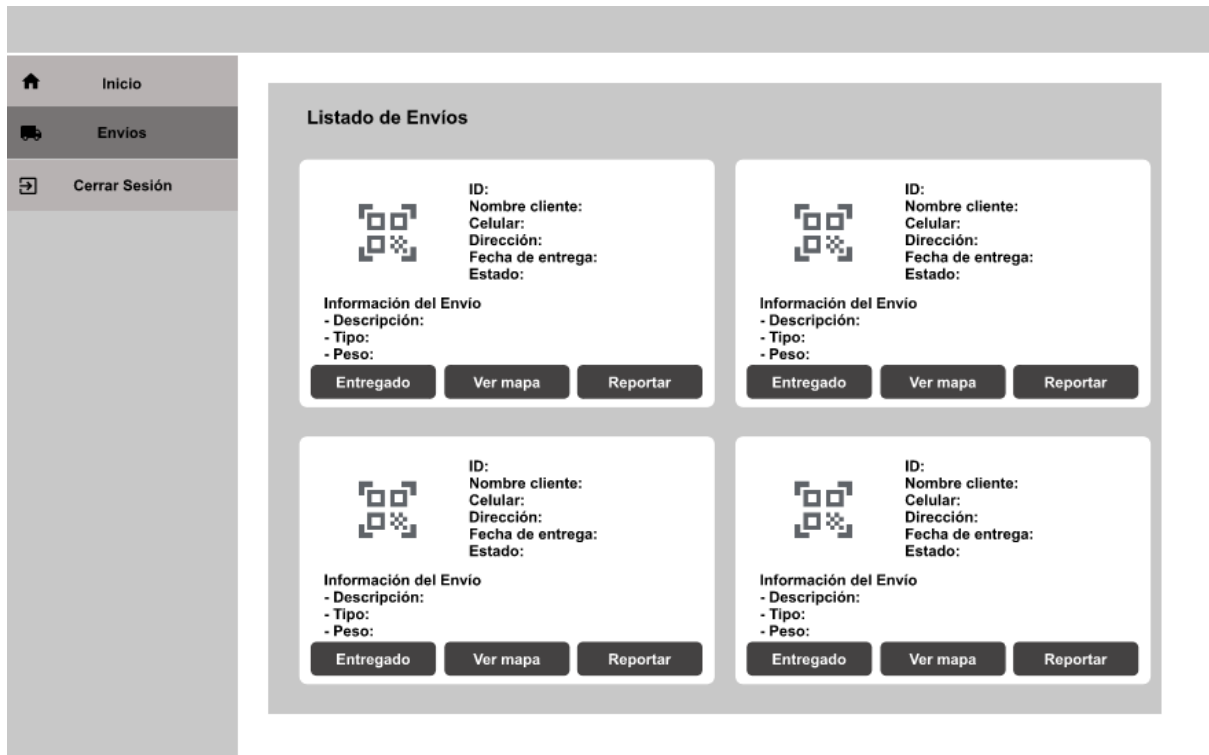 Inicio
Envíos
Cerrar Sesión
Listado de Envíos
ID:
Nombre cliente:
Celular:
Dirección:
Fecha de entrega:
Estado:
Información del Envío
- Descripción:
- Tipo:
- Peso:
Entregado Ver mapa Reportar
ID:
Nombre cliente:
Celular:
Dirección:
Fecha de entrega:
Estado:
Información del Envío
- Descripción:
- Tipo:
- Peso:
Entregado Ver mapa Reportar
ID:
Nombre cliente:
Celular:
Dirección:
Fecha de entrega:
Estado:
Información del Envío
- Descripción:
- Tipo:
- Peso:
Entregado Ver mapa Reportar
ID:
Nombre cliente:
Celular:
Dirección:
Fecha de entrega:
Estado:
Información del Envío
- Descripción:
- Tipo:
- Peso:
Entregado Ver mapa Reportar